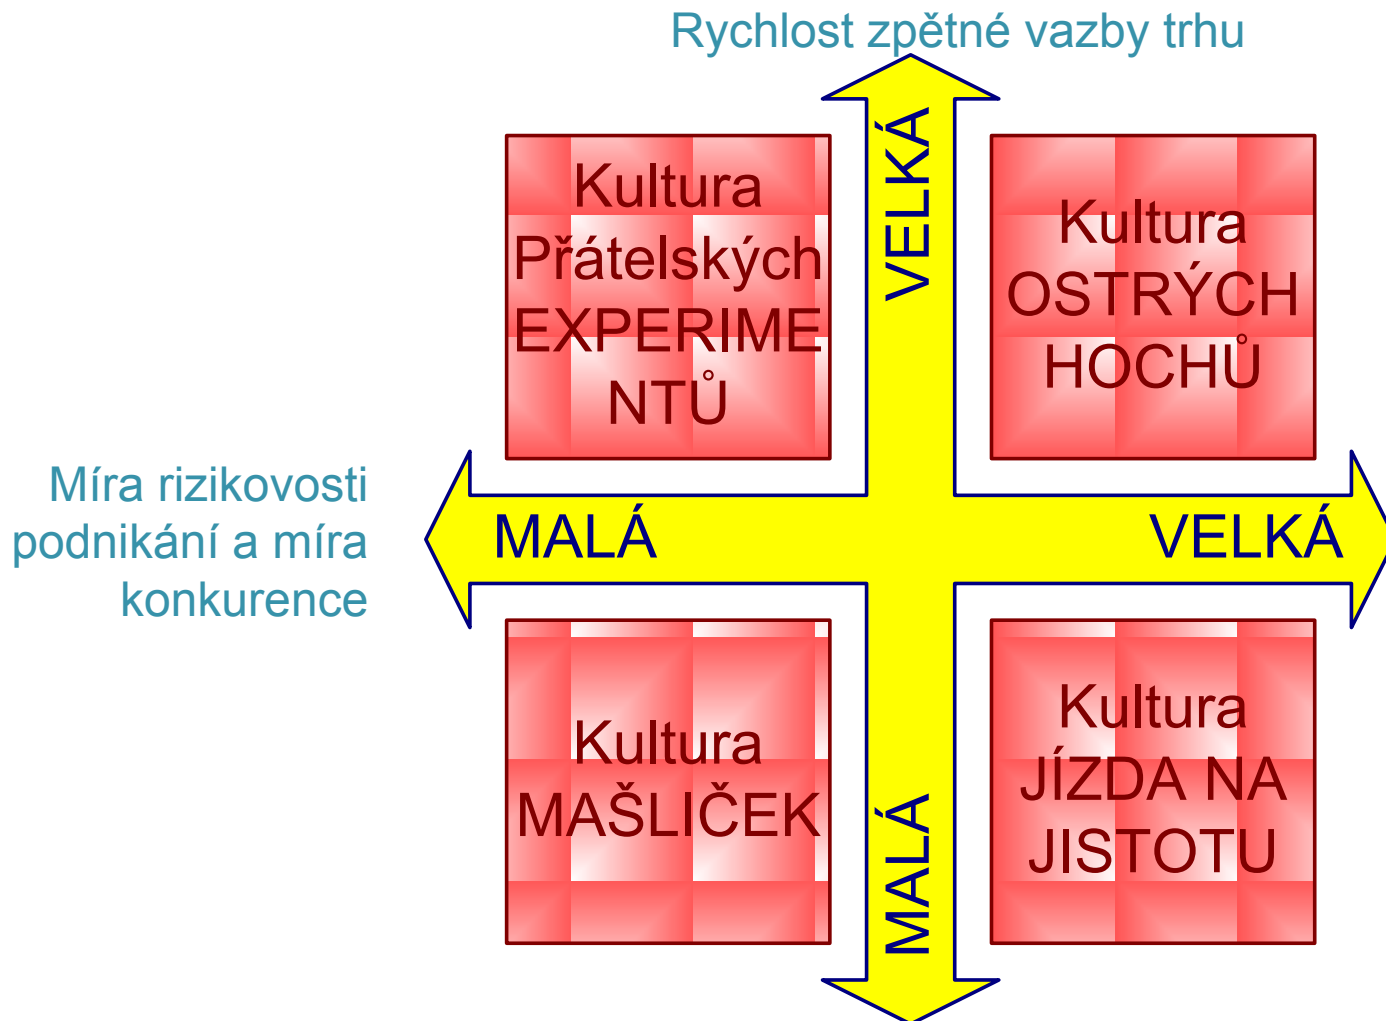 Rychlost zpětné vazby trhu
VELKÁ
Kultura
Přátelských
EXPERIME
NTŮ
Kultura
OSTRÝCH
HOCHŮ
Míra rizikovosti
podnikání a míra
konkurence
MALÁ
VELKÁ
Kultura
MAŠLIČEK
MALÁ
Kultura
JÍZDA NA
JISTOTU